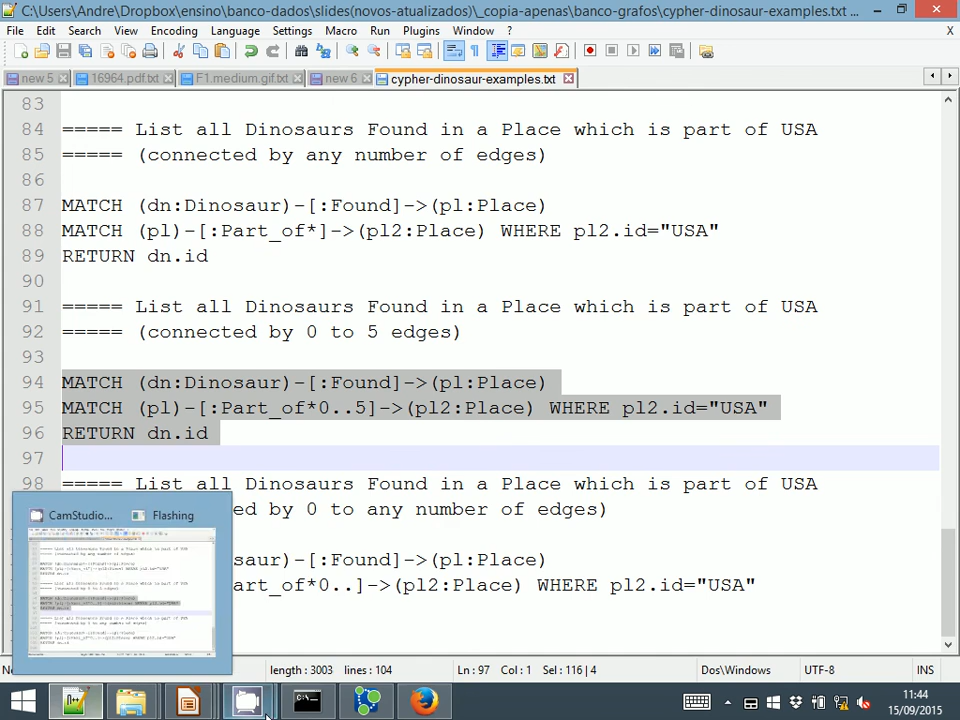 C:\Users\Andre\Dropbox\ensino\banco-dados\slides(novos-atualizados)\_copia-apenas\banco-grafos\cypher-dinosaur-examples.txt ...
File Edit Search View Encoding Language Settings Macro Run Plugins Window ? X
new 5 16964.pdf.txt F1.medium.gif.txt new 6 cypher-dinosaur-examples.txt
83
84 ===== List all Dinosaurs Found in a Place which is part of USA
85 ===== (connected by any number of edges)
86
87 MATCH (dn:Dinosaur)-[:Found]->(pl:Place)
88 MATCH (pl)-[:Part_of*]->(pl2:Place) WHERE pl2.id="USA"
89 RETURN dn.id
90
91 ===== List all Dinosaurs Found in a Place which is part of USA
92 ===== (connected by 0 to 5 edges)
93
94 MATCH (dn:Dinosaur)-[:Found]->(pl:Place)
95 MATCH (pl)-[:Part_of*0..5]->(pl2:Place) WHERE pl2.id="USA"
96 RETURN dn.id
97
98 ===== List all Dinosaurs Found in a Place which is part of USA
ed by 0 to any number of edges)
saur)-[:Found]->(pl:Place)
art_of*0..]->(pl2:Place) WHERE pl2.id="USA"
CamStudio... Flashing
length : 3003 lines : 104 Ln : 97 Col : 1 Sel : 116 | 4 Dos\Windows UTF-8 INS
11:44
15/09/2015